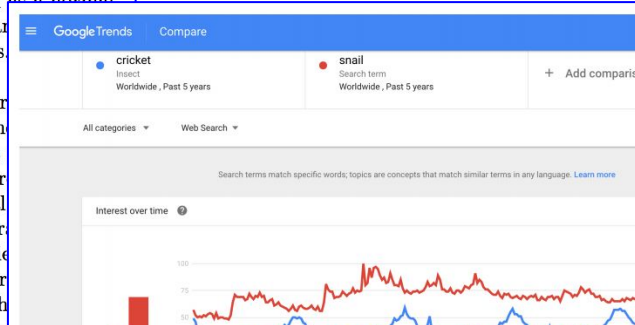 Google Trends Compare
cricket
Insect
Worldwide , Past 5 years
snail
Search term
Worldwide , Past 5 years
+ Add
All categories
Web Search
Search terms match specific words; topics are concepts that match similar terms in any language. Learn more
Interest over time
100
75
50